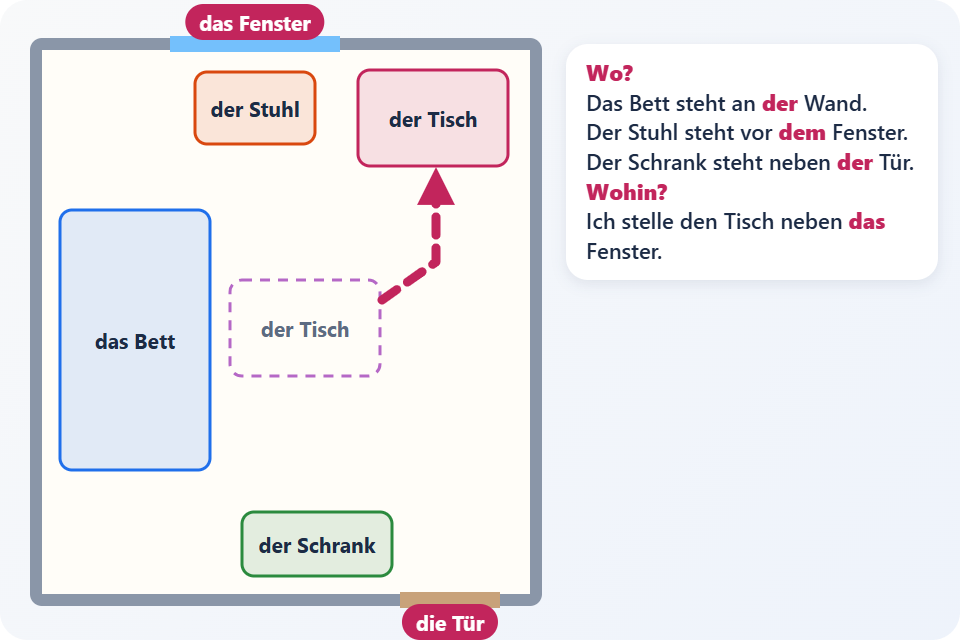 das Fenster
der Stuhl
der Tisch
das Bett
der Tisch
der Schrank
die Tür
Wo?
Das Bett steht an der Wand.
Der Stuhl steht vor dem Fenster.
Der Schrank steht neben der Tür.
Wohin?
Ich stelle den Tisch neben das
Fenster.